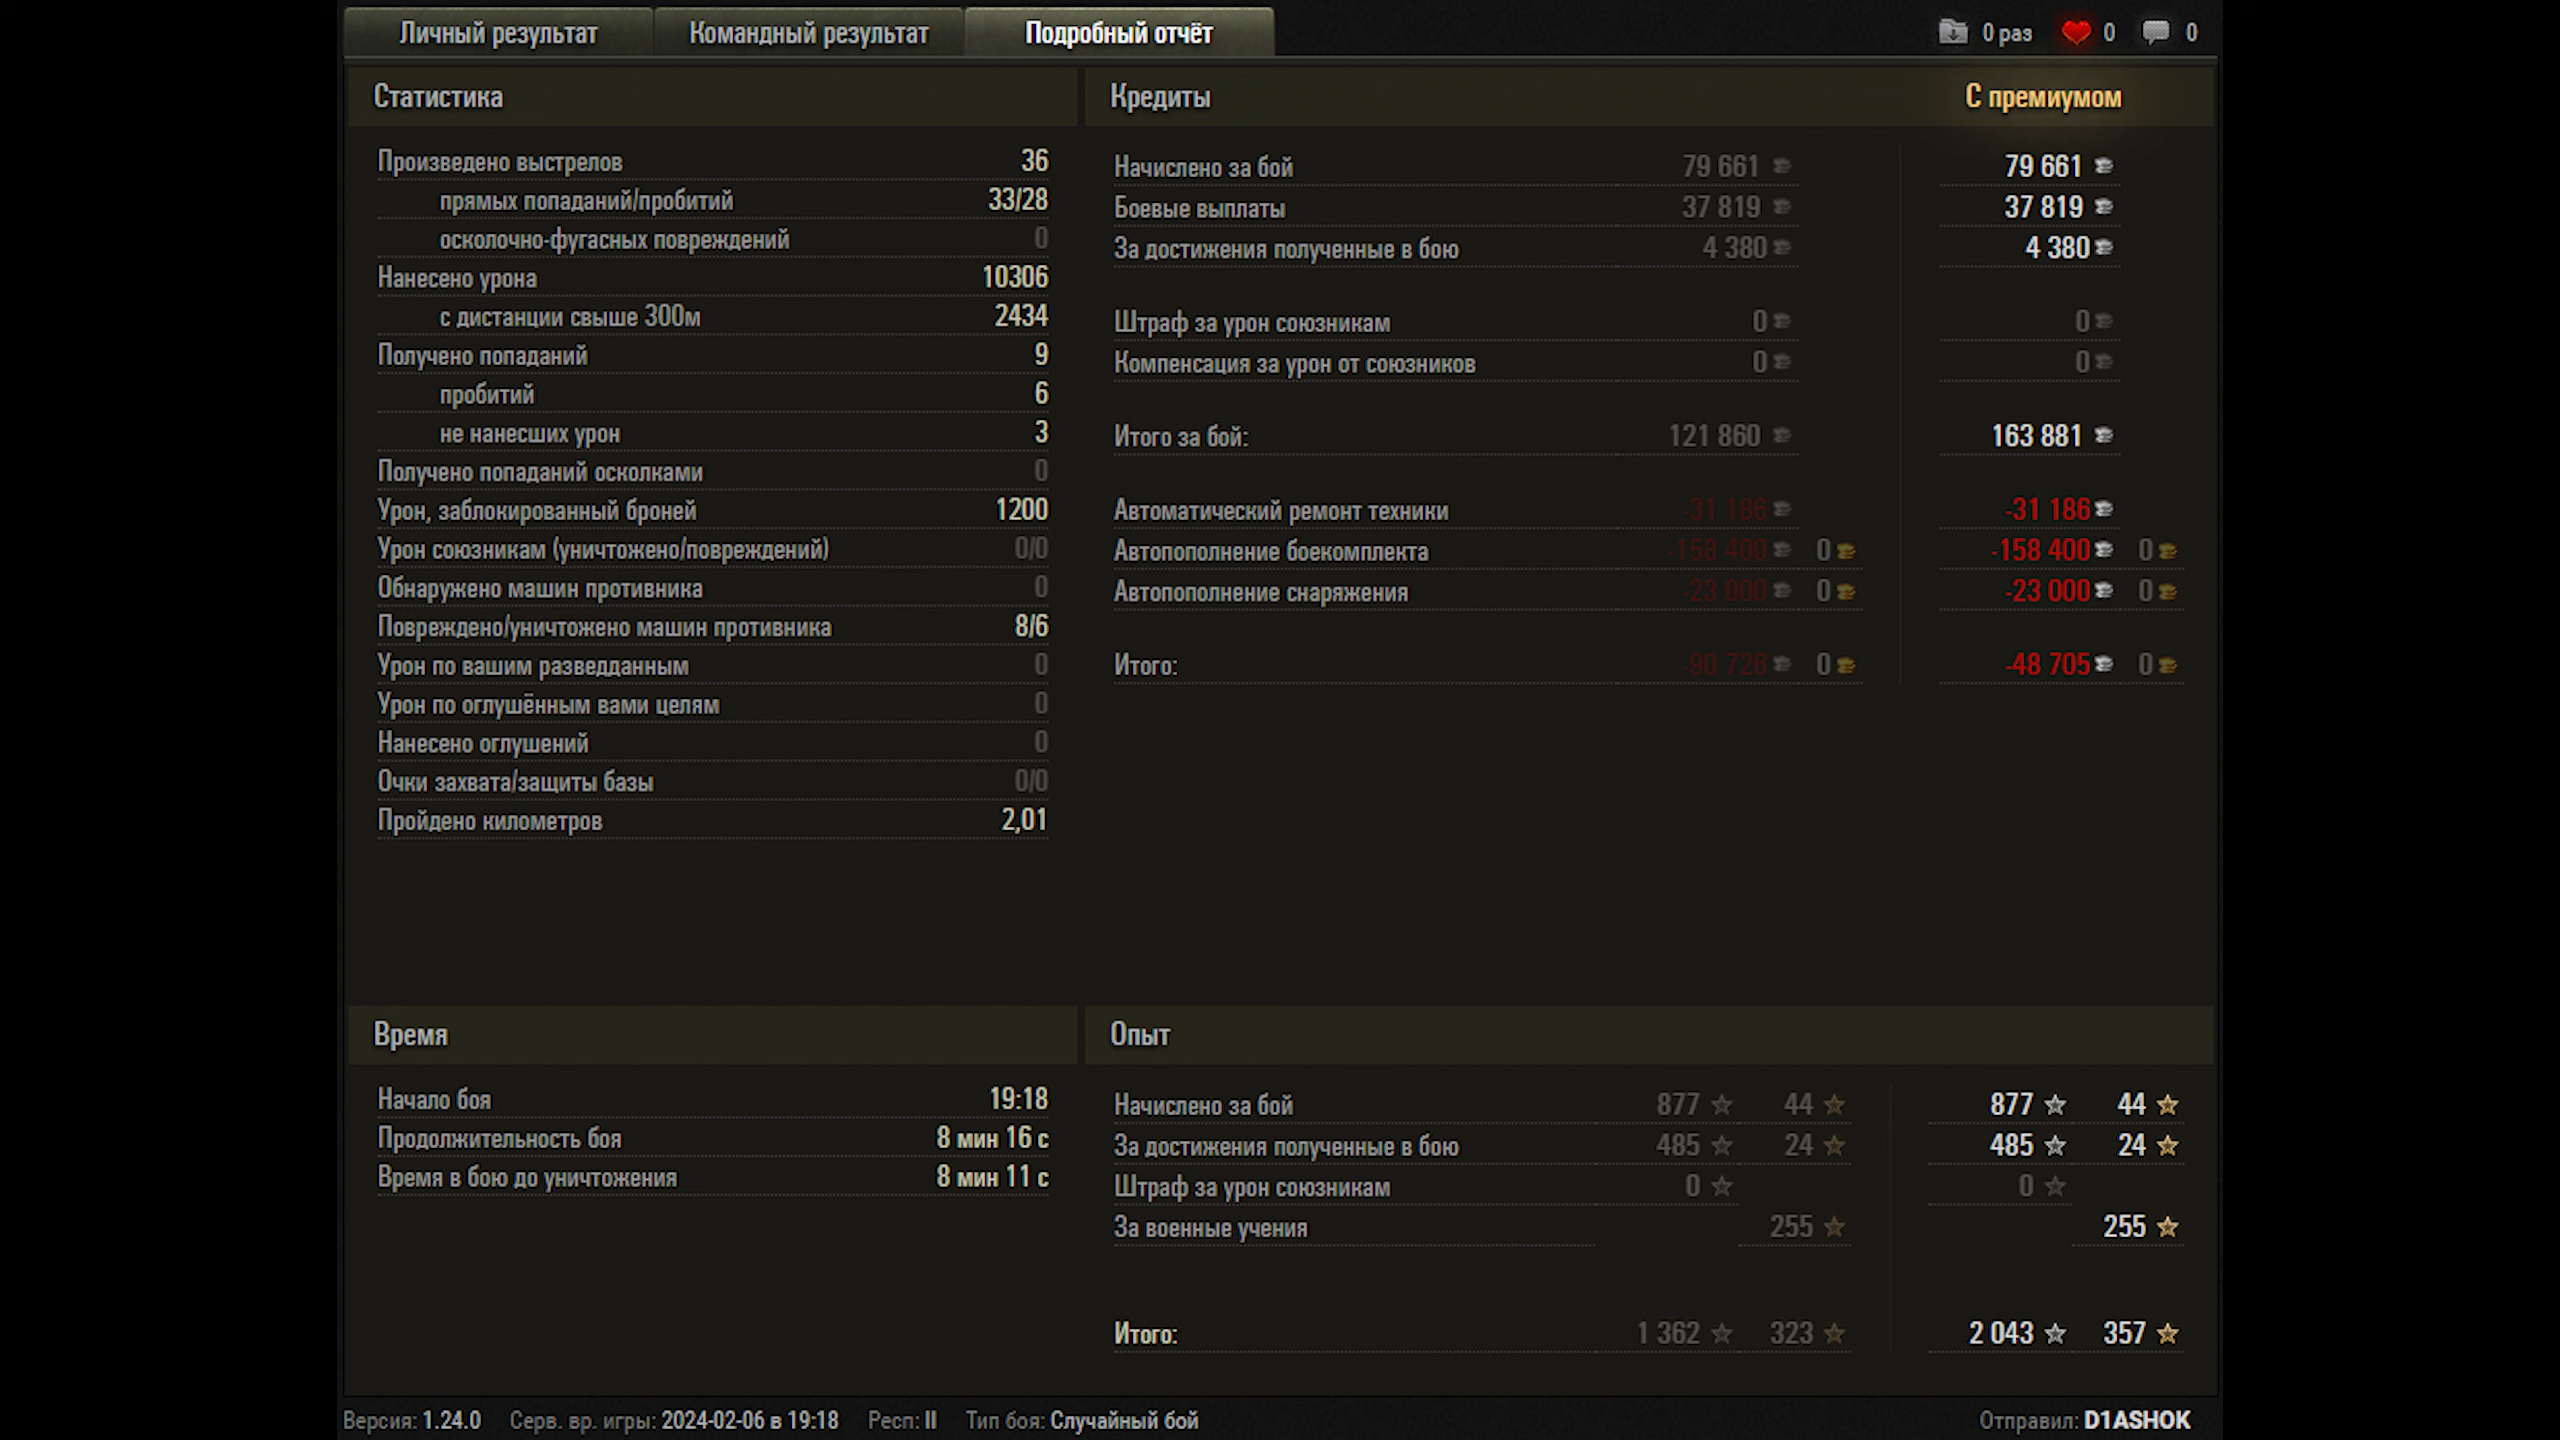 Личный результат Командный результат Подробный отчёт 0 раз 0 0
Статистика
Произведено выстрелов 36
прямых попаданий/пробитий 33/28
осколочно-фугасных повреждений 0
Нанесено урона 10306
с дистанции свыше 300м 2434
Получено попаданий 9
пробитий 6
не нанесших урон 3
Получено попаданий осколками 0
Урон, заблокированный броней 1200
Урон союзникам (уничтожено/повреждений) 0/0
Обнаружено машин противника 0
Повреждено/уничтожено машин противника 8/6
Урон по вашим разведданным 0
Урон по оглушённым вами целям 0
Нанесено оглушений 0
Очки захвата/защиты базы 0/0
Пройдено километров 2,01
Кредиты С премиумом
Начислено за бой 79 661 79 661
Боевые выплаты 37 819 37 819
За достижения полученные в бою 4 380 4 380
Штраф за урон союзникам 0 0
Компенсация за урон от союзников 0 0
Итого за бой: 121 860 163 881
Автоматический ремонт техники -31 186 -31 186
Автопополнение боекомплекта -158 400 0 -158 400 0
Автопополнение снаряжения -23 000 0 -23 000 0
Итого: -90 726 0 -48 705 0
Время
Начало боя 19:18
Продолжительность боя 8 мин 16 с
Время в бою до уничтожения 8 мин 11 с
Опыт
Начислено за бой 877 44 877 44
За достижения полученные в бою 485 24 485 24
Штраф за урон союзникам 0 0
За военные учения 255 255
Итого: 1 362 323 2 043 357
Версия: 1.24.0 Серв. вр. игры: 2024-02-06 в 19:18 Респ: II Тип боя: Случайный бой Отправил: D1ASHOK